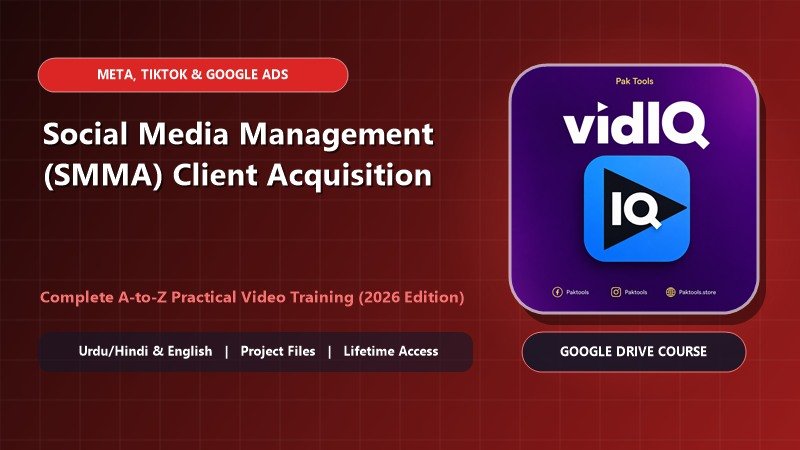 META, TIKTOK & GOOGLE ADS
Social Media Management
(SMMA) Client Acquisition
Complete A-to-Z Practical Video Training (2026 Edition)
Urdu/Hindi & English | Project Files | Lifetime Access
Pak Tools
vidIQ
IQ
Paktools Paktools Paktools.store
GOOGLE DRIVE COURSE